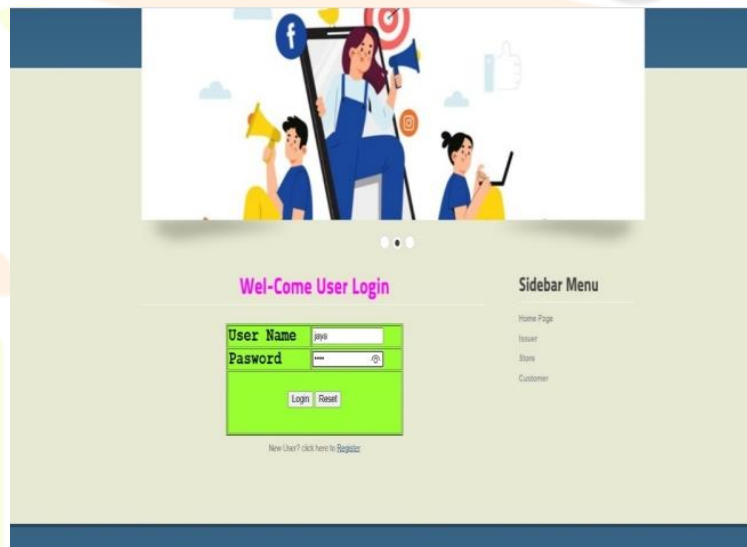 Wel-Come User Login
User Name jaya
Pasword ••••
Login Reset
New User? click here to Register
Sidebar Menu
Home Page
Issuer
Store
Customer